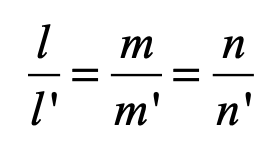 l/l' = m/m' = n/n'